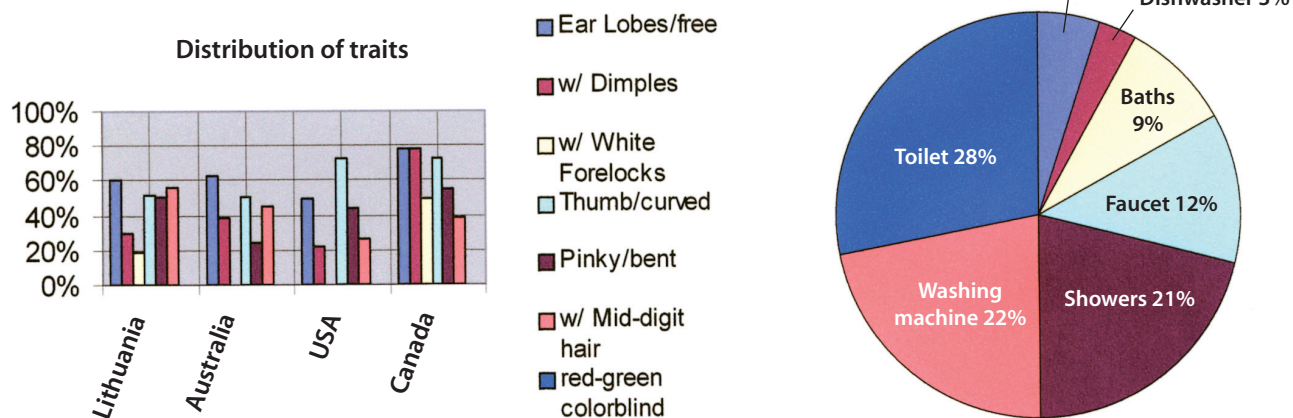 Distribution of traits
100%
80%
60%
40%
20%
0%
Lithuania
Australia
USA
Canada
Ear Lobes/free
w/ Dimples
w/ White
Forelocks
Thumb/curved
Pinky/bent
w/ Mid-digit
hair
red-green
colorblind
Dishwasher 3%
Baths
9%
Faucet 12%
Showers 21%
Washing
machine 22%
Toilet 28%